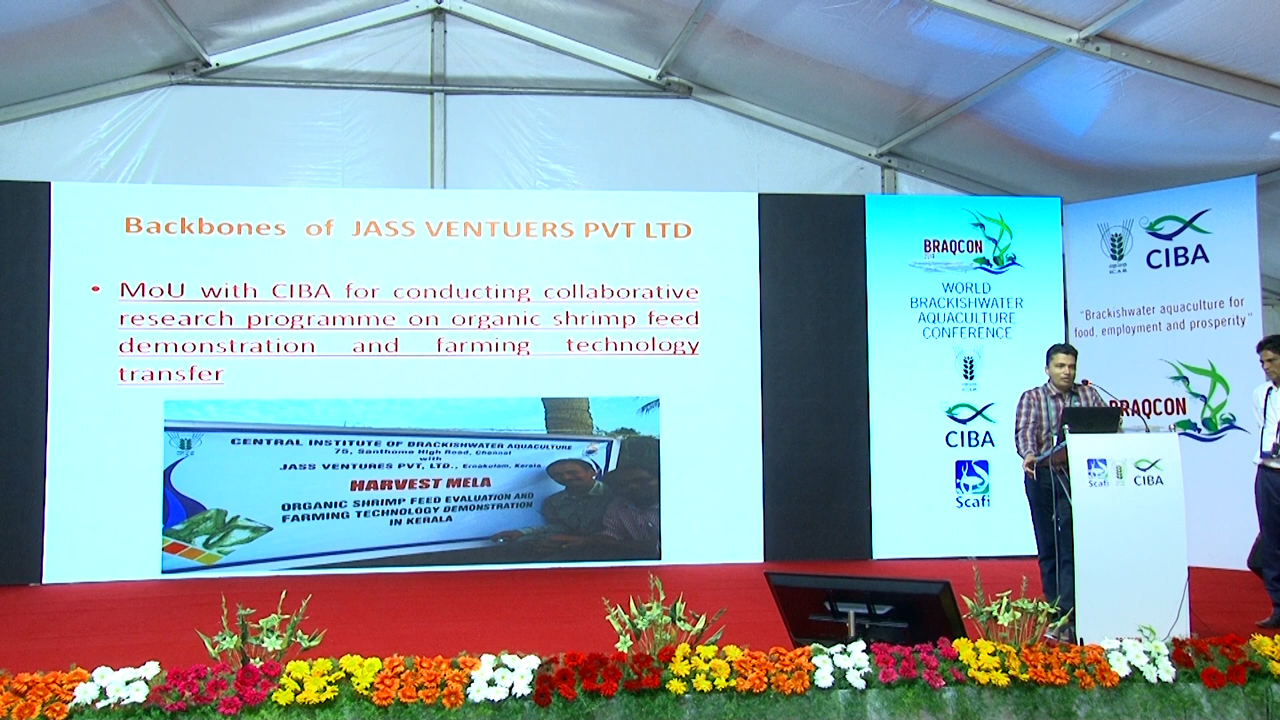 Backbones of JASS VENTUERS PVT LTD
• MoU with CIBA for conducting collaborative
research programme on organic shrimp feed
demonstration and farming technology
transfer
CENTRAL INSTITUTE OF BRACKISHWATER AQUACULTURE
75, Santhome High Road, Chennai
with
JASS VENTURES PVT, LTD., Ernakulam, Kerala
HARVEST MELA
ORGANIC SHRIMP FEED EVALUATION AND
FARMING TECHNOLOGY DEMONSTRATION
IN KERALA
BRAQCON
WORLD
BRACKISHWATER
AQUACULTURE
CONFERENCE
CIBA
Scafi
CIBA
"Brackishwater aquaculture for
food, employment and prosperity"
BRAQCON
Scafi
CIBA